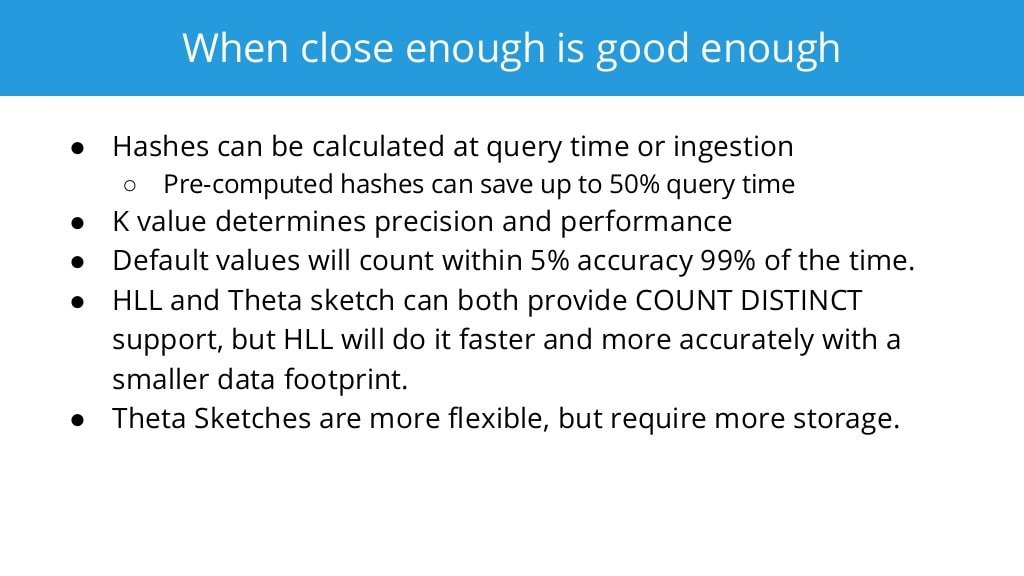 When close enough is good enough
● Hashes can be calculated at query time or ingestion
○ Pre-computed hashes can save up to 50% query time
● K value determines precision and performance
● Default values will count within 5% accuracy 99% of the time.
● HLL and Theta sketch can both provide COUNT DISTINCT
support, but HLL will do it faster and more accurately with a
smaller data footprint.
● Theta Sketches are more flexible, but require more storage.